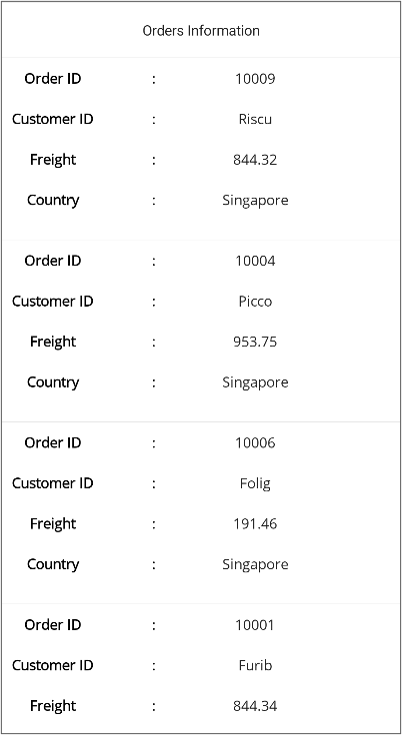 Orders Information
Order ID : 10009
Customer ID : Riscu
Freight : 844.32
Country : Singapore
Order ID : 10004
Customer ID : Picco
Freight : 953.75
Country : Singapore
Order ID : 10006
Customer ID : Folig
Freight : 191.46
Country : Singapore
Order ID : 10001
Customer ID : Furib
Freight : 844.34